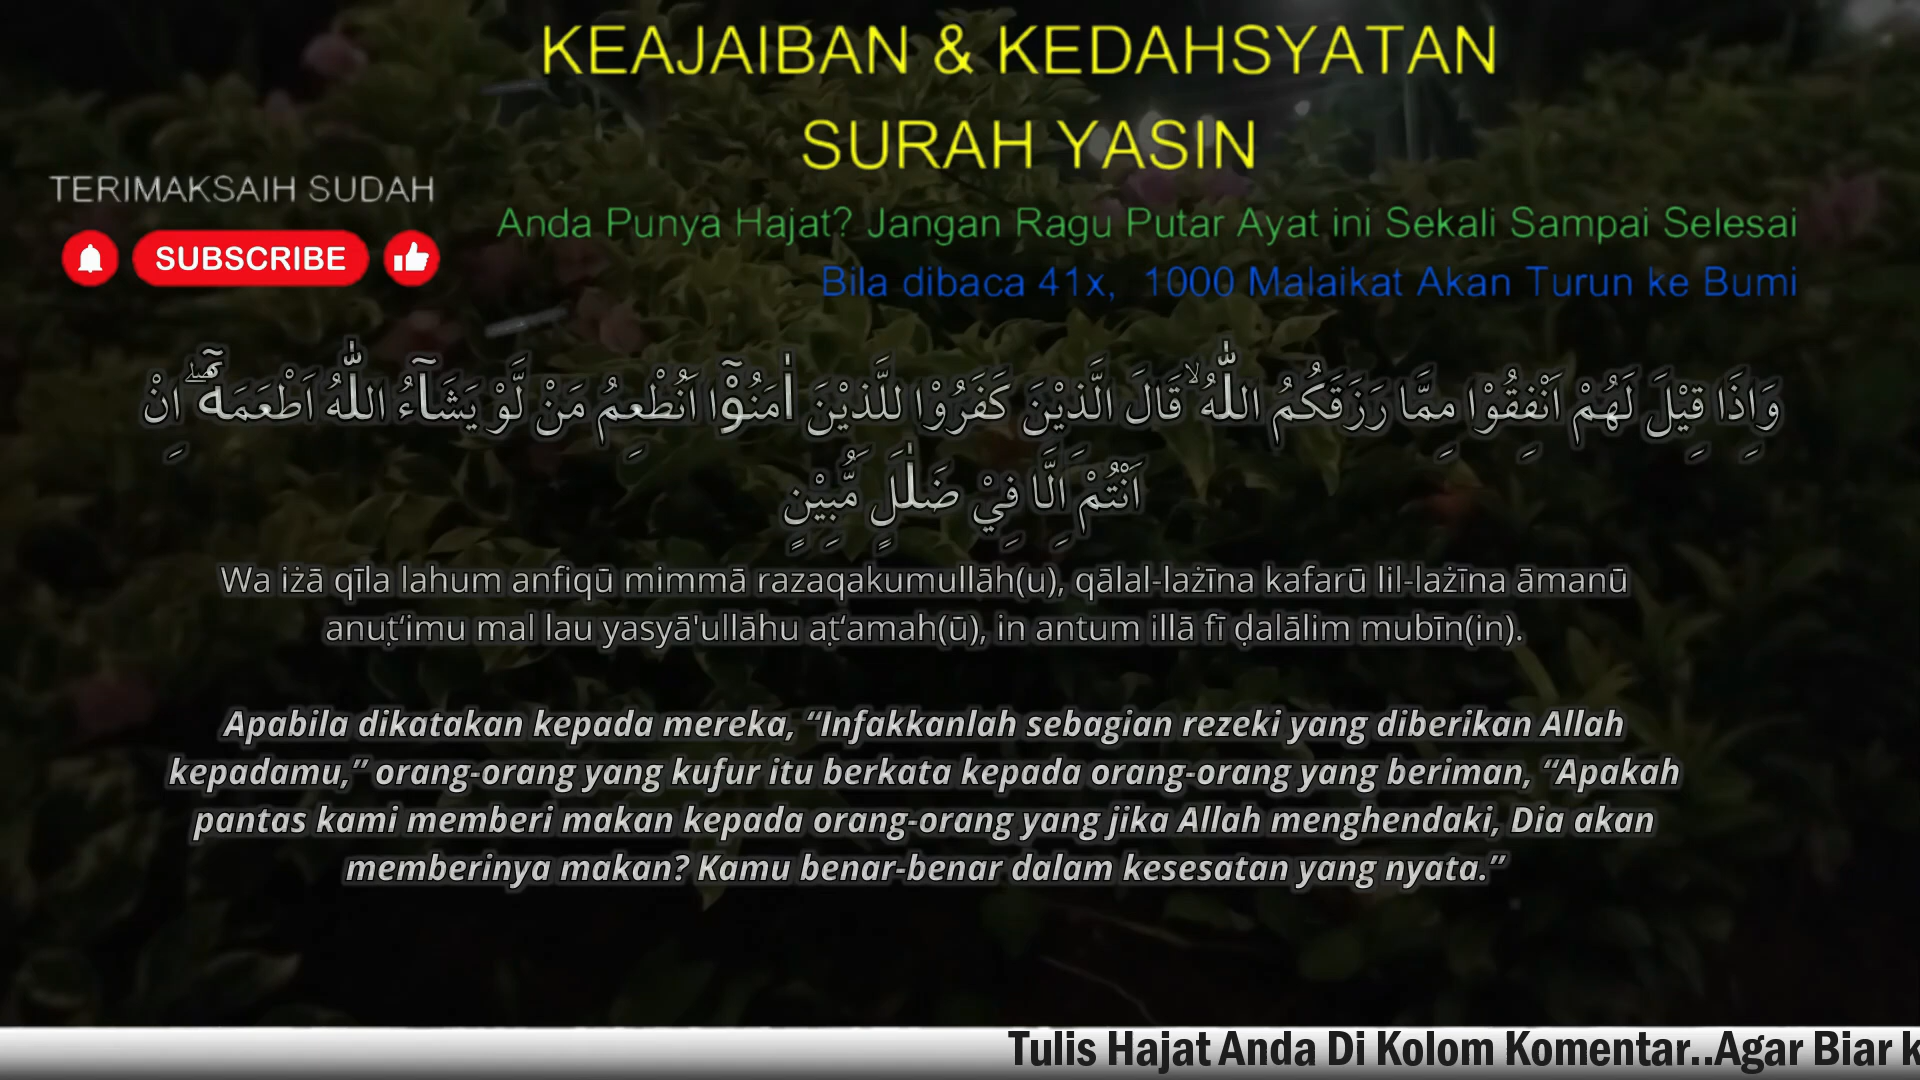 KEAJAIBAN & KEDAHSYATAN
SURAH YASIN
TERIMAKSAIH SUDAH
SUBSCRIBE
Anda Punya Hajat? Jangan Ragu Putar Ayat ini Sekali Sampai Selesai
Bila dibaca 41x, 1000 Malaikat Akan Turun ke Bumi
وَاِذَا قِيْلَ لَهُمْ اَنْفِقُوْا مِمَّا رَزَقَكُمُ اللّٰهُ ۙقَالَ الَّذِيْنَ كَفَرُوْا لِلَّذِيْنَ اٰمَنُوْٓا اَنُطْعِمُ مَنْ لَّوْ يَشَاۤءُ اللّٰهُ اَطْعَمَهٗٓ ۖاِنْ
اَنْتُمْ اِلَّا فِيْ ضَلٰلٍ مُّبِيْنٍ
Wa iżā qīla lahum anfiqū mimmā razaqakumullāh(u), qālal-lażīna kafarū lil-lażīna āmanū
anuṭ‘imu mal lau yasyā'ullāhu aṭ‘amah(ū), in antum illā fī ḍalālim mubīn(in).
Apabila dikatakan kepada mereka, “Infakkanlah sebagian rezeki yang diberikan Allah
kepadamu,” orang-orang yang kufur itu berkata kepada orang-orang yang beriman, “Apakah
pantas kami memberi makan kepada orang-orang yang jika Allah menghendaki, Dia akan
memberinya makan? Kamu benar-benar dalam kesesatan yang nyata.”
Tulis Hajat Anda Di Kolom Komentar..Agar Biar k